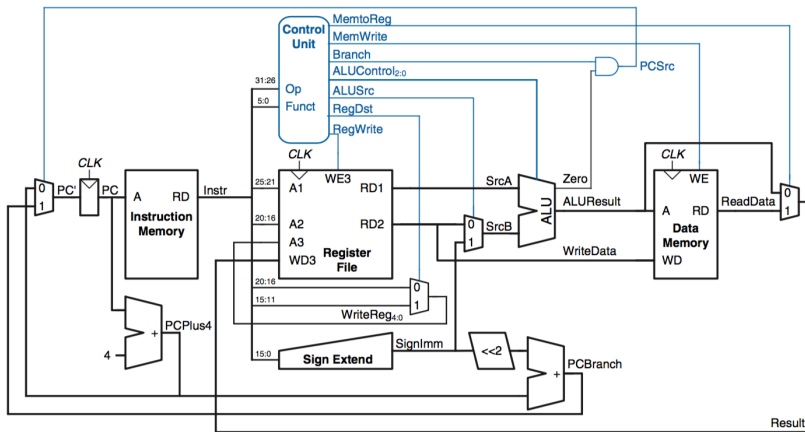 MemtoReg
Control Unit
MemWrite
Branch
PCSrc
ALUControl2:0
31:26
Op
ALUSrc
5:0
Funct
RegDst
RegWrite
CLK
CLK
CLK
WE3
Zero
WE
0
1
PC'
PC
A
RD
Instr
25:21
A1
RD1
SrcA
ALU
ALUResult
A
RD
ReadData
0
1
Instruction Memory
20:16
A2
RD2
0
1
SrcB
Data Memory
A3
WD3
Register File
WriteData
WD
20:16
0
15:11
1
WriteReg4:0
PCPlus4
+
4
15:0
Sign Extend
SignImm
<<2
+
PCBranch
Result